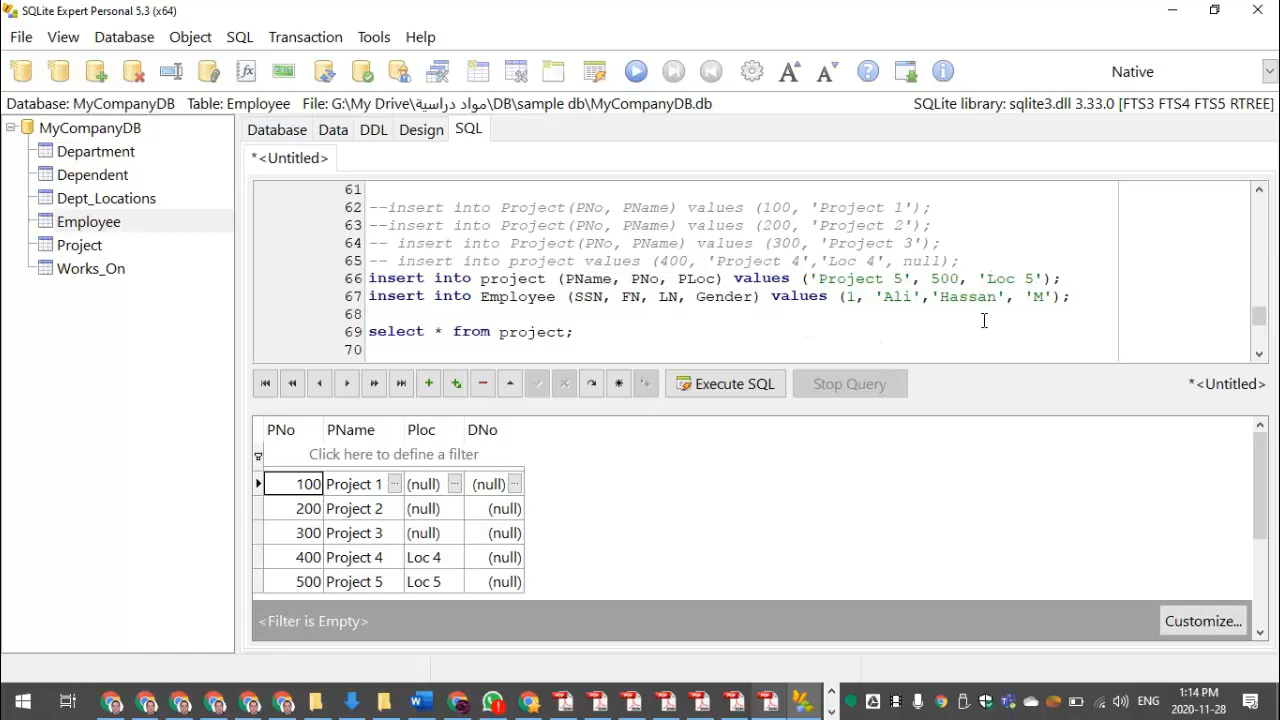 SQLite Expert Personal 5.3 (x64)
File View Database Object SQL Transaction Tools Help
Native
Database: MyCompanyDB Table: Employee File: G:\My Drive\مواد دراسية\DB\sample db\MyCompanyDB.db SQLite library: sqlite3.dll 3.33.0 [FTS3 FTS4 FTS5 RTREE]
MyCompanyDB
Department
Dependent
Dept_Locations
Employee
Project
Works_On
Database Data DDL Design SQL
*<Untitled>
61
62 --insert into Project(PNo, PName) values (100, 'Project 1');
63 --insert into Project(PNo, PName) values (200, 'Project 2');
64 -- insert into Project(PNo, PName) values (300, 'Project 3');
65 -- insert into project values (400, 'Project 4','Loc 4', null);
66 insert into project (PName, PNo, PLoc) values ('Project 5', 500, 'Loc 5');
67 insert into Employee (SSN, FN, LN, Gender) values (1, 'Ali','Hassan', 'M');
68
69 select * from project;
70
Execute SQL Stop Query *<Untitled>
PNo PName Ploc DNo
Click here to define a filter
100 Project 1 (null) (null)
200 Project 2 (null) (null)
300 Project 3 (null) (null)
400 Project 4 Loc 4 (null)
500 Project 5 Loc 5 (null)
<Filter is Empty> Customize...
ENG
1:14 PM
2020-11-28